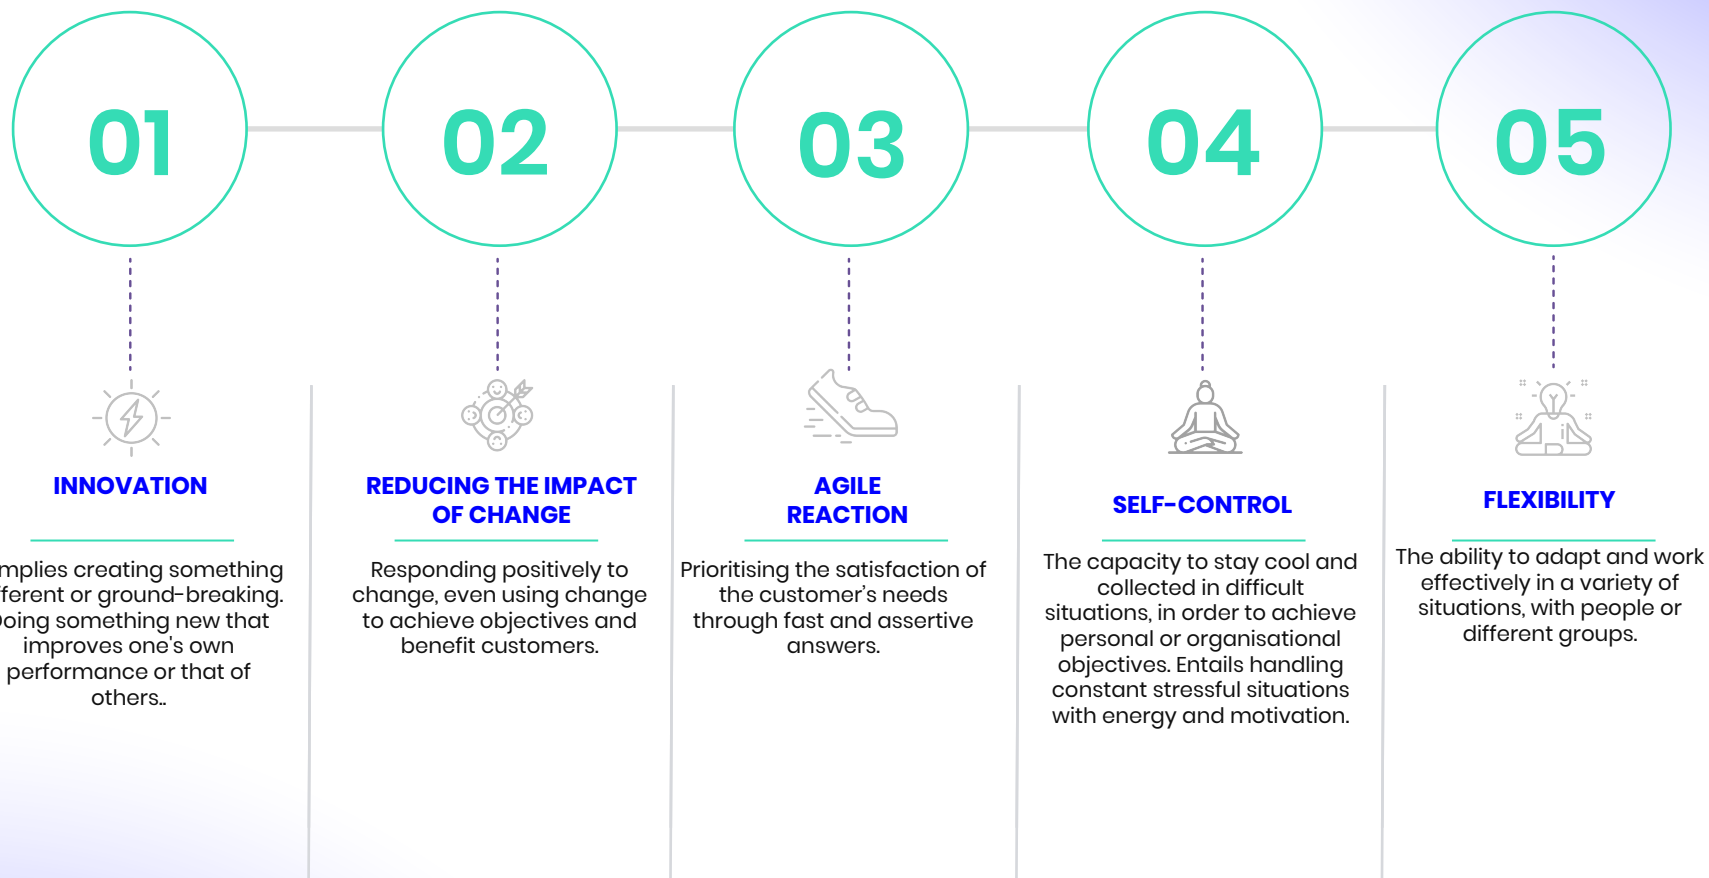 01
02
03
04
05
INNOVATION
creating something
or ground-breaking.
something new that
improves one's own
performance or that of
others..
REDUCING THE IMPACT
OF CHANGE
Responding positively to
change, even using change
to achieve objectives and
benefit customers.
AGILE
REACTION
Prioritising the satisfaction of
the customer's needs
through fast and assertive
answers.
SELF-CONTROL
The capacity to stay cool and
collected in difficult
situations, in order to achieve
personal or organisational
objectives. Entails handling
constant stressful situations
with energy and motivation.
FLEXIBILITY
The ability to adapt and work
effectively in a variety of
situations, with people or
different groups.